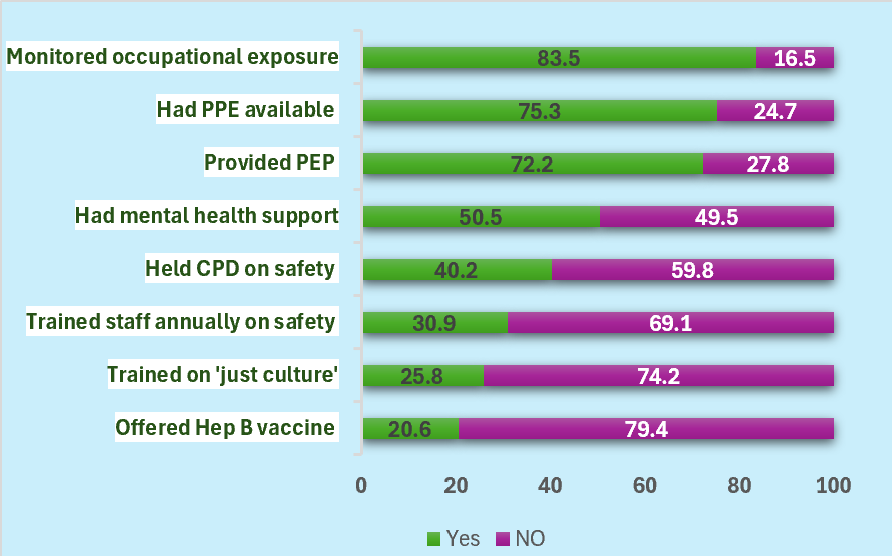 Monitored occupational exposure 83.5 16.5
Had PPE available 75.3 24.7
Provided PEP 72.2 27.8
Had mental health support 50.5 49.5
Held CPD on safety 40.2 59.8
Trained staff annually on safety 30.9 69.1
Trained on 'just culture' 25.8 74.2
Offered Hep B vaccine 20.6 79.4
0 20 40 60 80 100
Yes NO